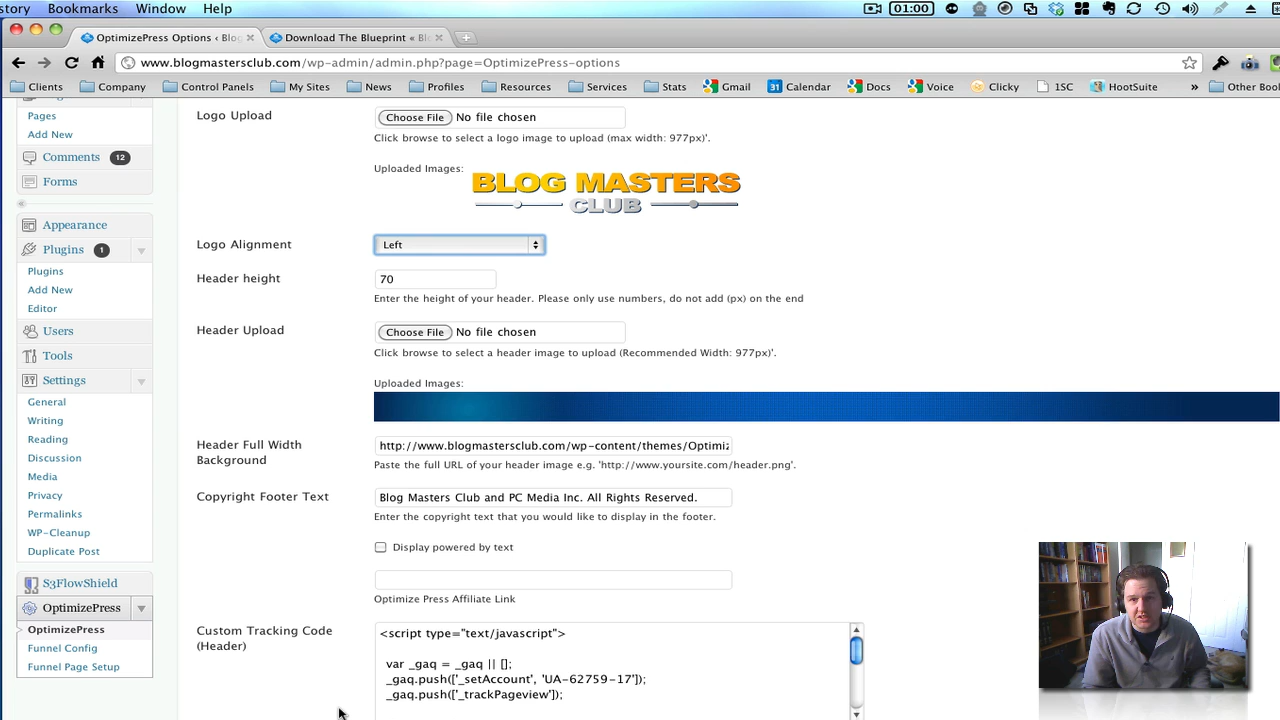 story Bookmarks Window Help 01:00
OptimizePress Options ‹ Blo
Download The Blueprint « Blo
www.blogmastersclub.com/wp-admin/admin.php?page=OptimizePress-options
Clients Company Control Panels My Sites News Profiles Resources Services Stats Gmail Calendar Docs Voice Clicky 1SC HootSuite » Other Boo
Pages
Add New
Comments 12
Forms
Appearance
Plugins 1
Plugins
Add New
Editor
Users
Tools
Settings
General
Writing
Reading
Discussion
Media
Privacy
Permalinks
WP-Cleanup
Duplicate Post
S3FlowShield
OptimizePress
OptimizePress
Funnel Config
Funnel Page Setup
Logo Upload
Choose File No file chosen
Click browse to select a logo image to upload (max width: 977px)'.
Uploaded Images:
BLOG MASTERS
CLUB
Logo Alignment
Left
Header height
70
Enter the height of your header. Please only use numbers, do not add (px) on the end
Header Upload
Choose File No file chosen
Click browse to select a header image to upload (Recommended Width: 977px)'.
Uploaded Images:
Header Full Width
Background
http://www.blogmastersclub.com/wp-content/themes/Optimiz
Paste the full URL of your header image e.g. 'http://www.yoursite.com/header.png'.
Copyright Footer Text
Blog Masters Club and PC Media Inc. All Rights Reserved.
Enter the copyright text that you would like to display in the footer.
Display powered by text
Optimize Press Affiliate Link
Custom Tracking Code
(Header)
<script type="text/javascript">
var _gaq = _gaq || [];
_gaq.push(['_setAccount', 'UA-62759-17']);
_gaq.push(['_trackPageview']);